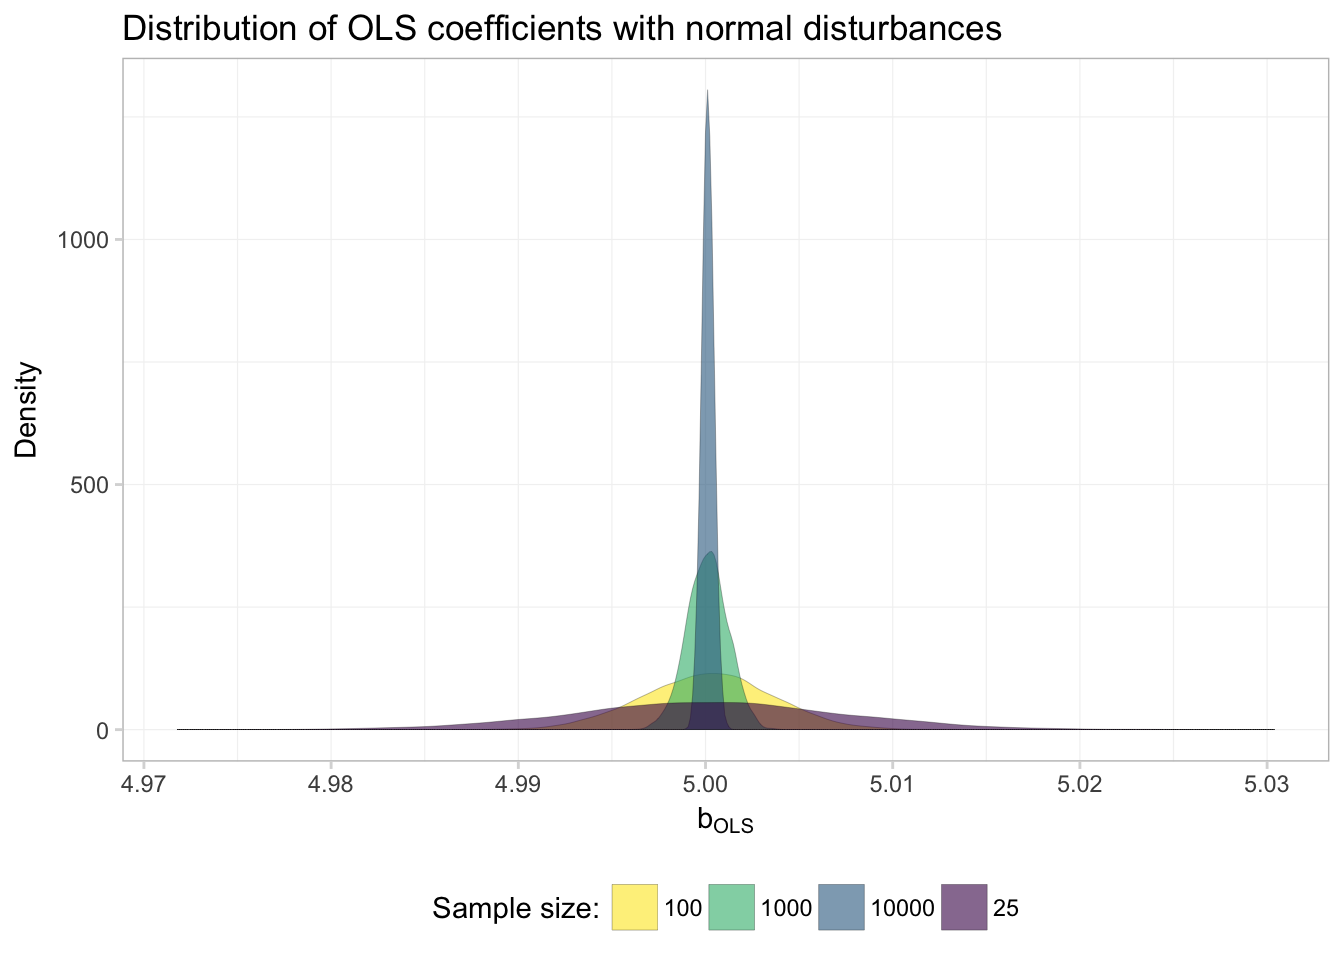 Distribution of OLS coefficients with normal disturbances
Density
1000
500
0
4.97 4.98 4.99 5.00 5.01 5.02 5.03
bOLS
Sample size: 100 1000 10000 25